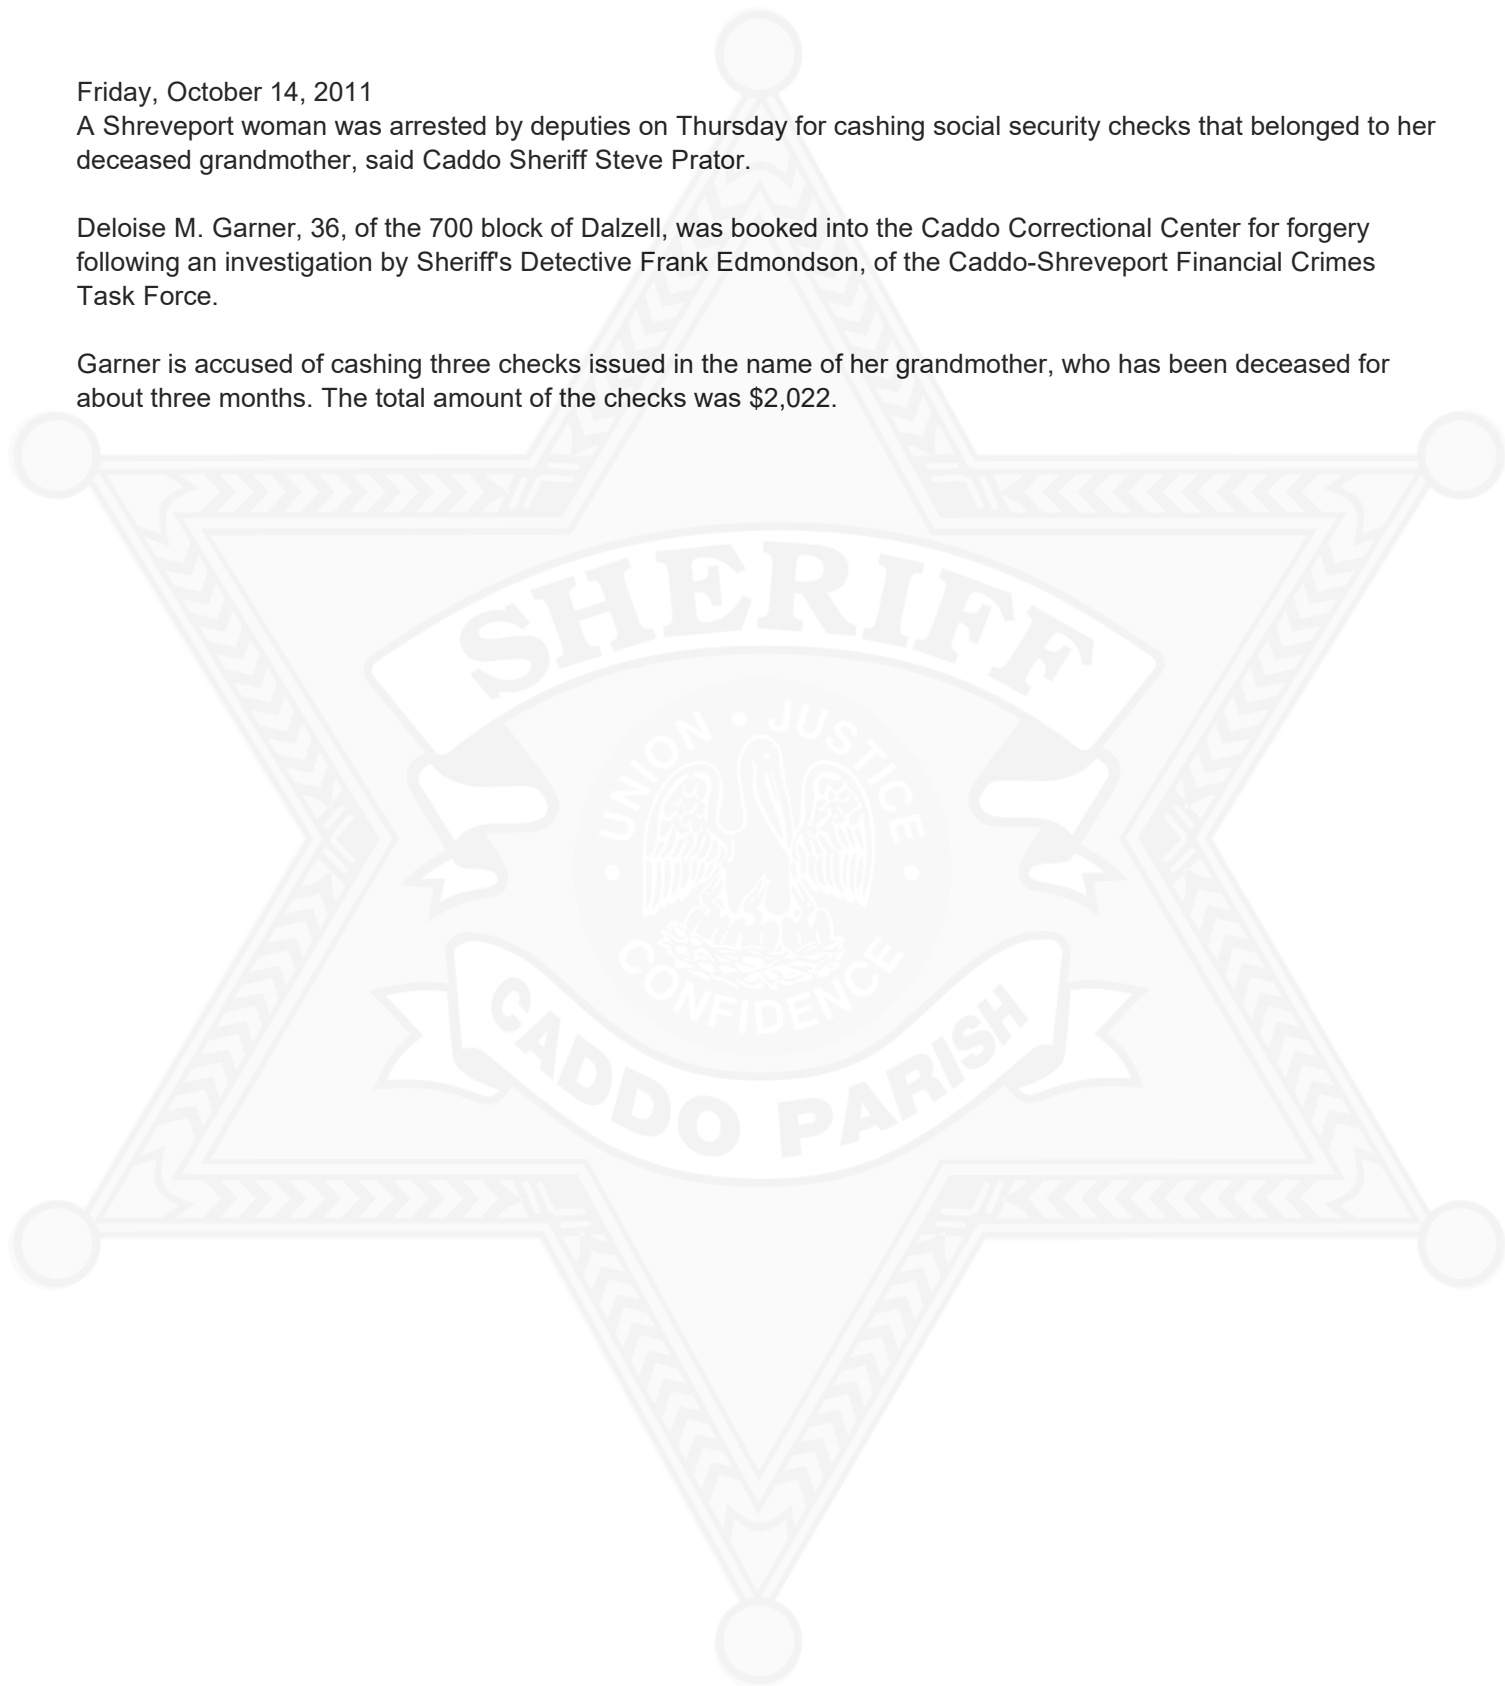 Friday, October 14, 2011
A Shreveport woman was arrested by deputies on Thursday for cashing social security checks that belonged to her
deceased grandmother, said Caddo Sheriff Steve Prator.
Deloise M. Garner, 36, of the 700 block of Dalzell, was booked into the Caddo Correctional Center for forgery
following an investigation by Sheriff's Detective Frank Edmondson, of the Caddo-Shreveport Financial Crimes
Task Force.
Garner is accused of cashing three checks issued in the name of her grandmother, who has been deceased for
about three months. The total amount of the checks was $2,022.
SHERIFF
UNION • JUSTICE
• CONFIDENCE •
CADDO PARISH